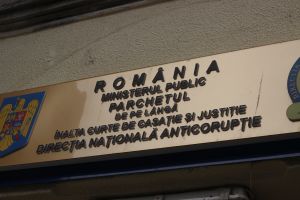 ROMÂNIA
MINISTERUL PUBLIC
PARCHETUL
DE PE LÂNGĂ
ÎNALTA CURTE DE CASAȚIE ȘI JUSTIȚIE
DIRECȚIA NAȚIONALĂ ANTICORUPȚIE